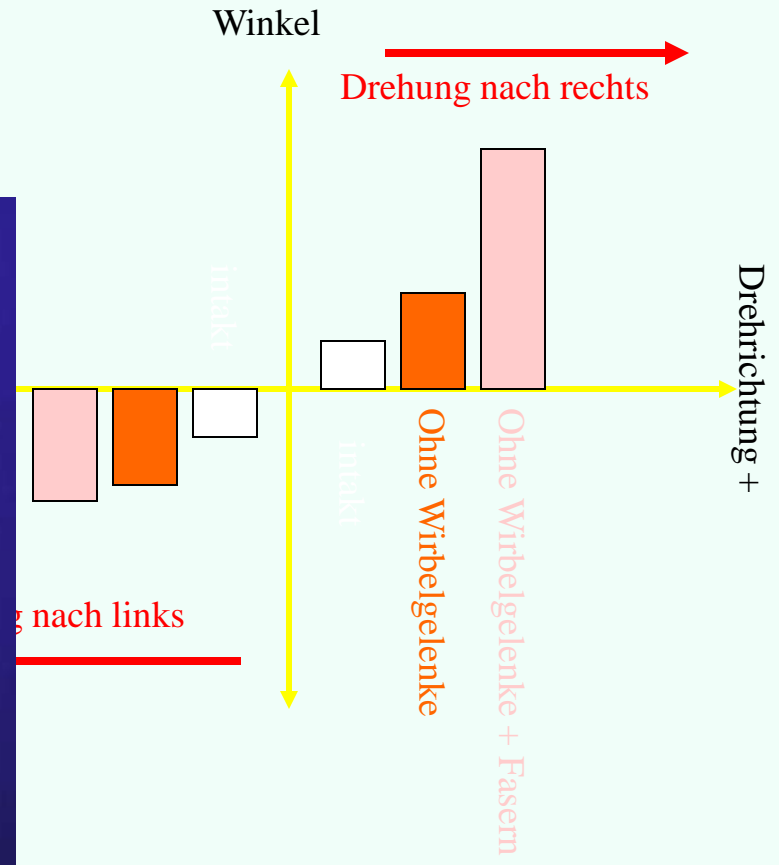 Winkel
Drehung nach rechts
intakt
Drehrichtung +
intakt
Ohne Wirbelgelenke
Ohne Wirbelgelenke + Fasern
g nach links